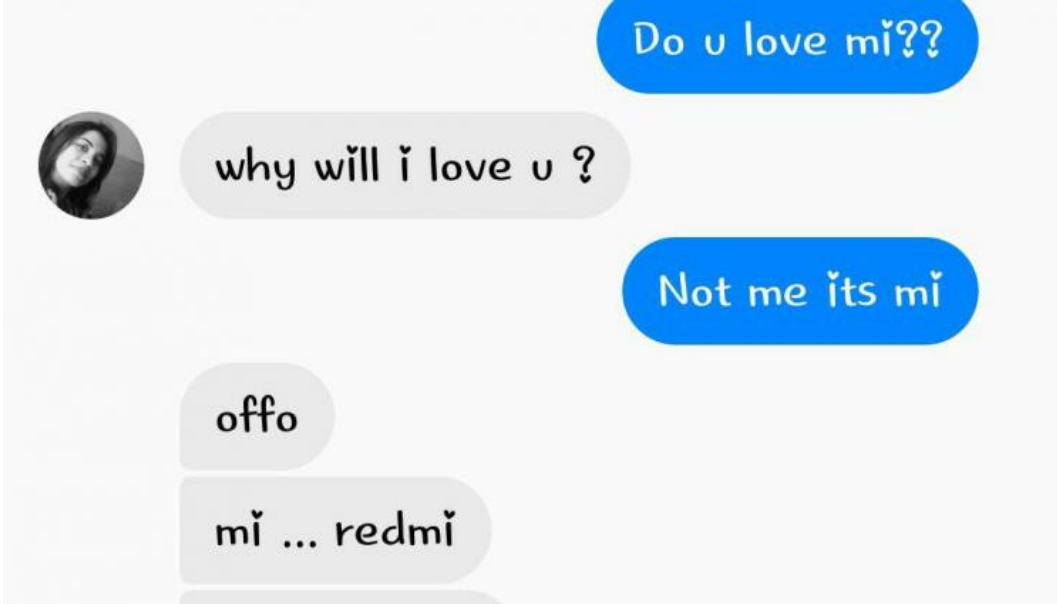 Do u love mi??
why will i love u ?
Not me its mi
offo
mi ... redmi